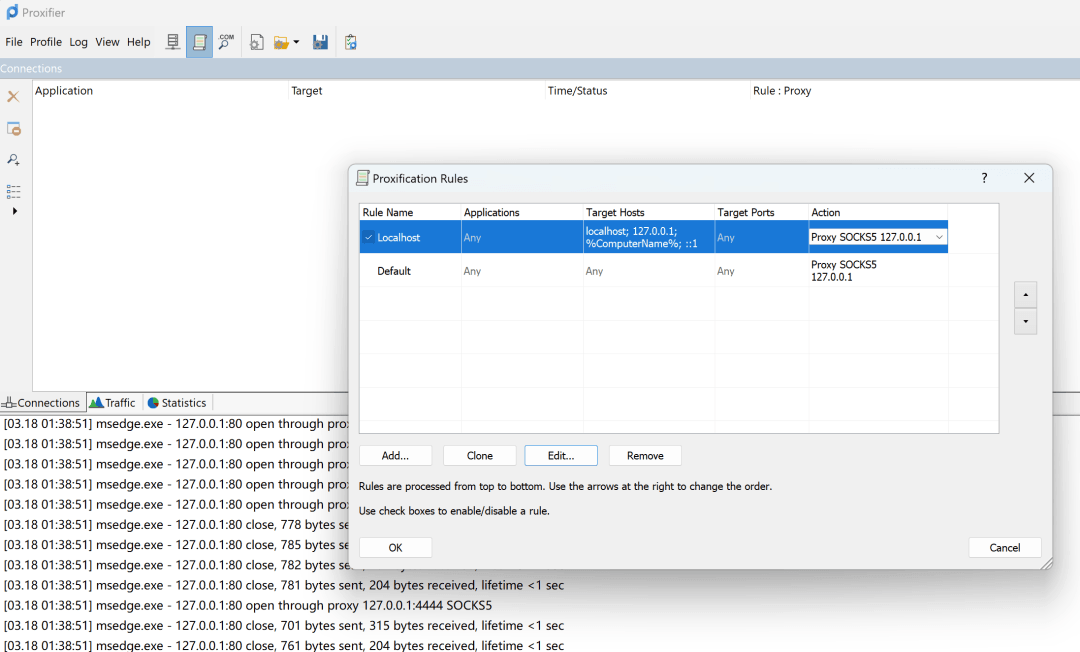 Proxifier
File Profile Log View Help .COM
Connections
Application Target Time/Status Rule : Proxy
Proxification Rules ?
Rule Name Applications Target Hosts Target Ports Action
Localhost Any localhost; 127.0.0.1; %ComputerName%; ::1 Any Proxy SOCKS5 127.0.0.1
Default Any Any Any Proxy SOCKS5 127.0.0.1
Add... Clone Edit... Remove
Rules are processed from top to bottom. Use the arrows at the right to change the order.
Use check boxes to enable/disable a rule.
OK Cancel
Connections Traffic Statistics
[03.18 01:38:51] msedge.exe - 127.0.0.1:80 open through
[03.18 01:38:51] msedge.exe - 127.0.0.1:80 open through
[03.18 01:38:51] msedge.exe - 127.0.0.1:80 open through
[03.18 01:38:51] msedge.exe - 127.0.0.1:80 open through
[03.18 01:38:51] msedge.exe - 127.0.0.1:80 open through
[03.18 01:38:51] msedge.exe - 127.0.0.1:80 close, 778 bytes
[03.18 01:38:51] msedge.exe - 127.0.0.1:80 close, 785 bytes
[03.18 01:38:51] msedge.exe - 127.0.0.1:80 close, 782 bytes
[03.18 01:38:51] msedge.exe - 127.0.0.1:80 close, 781 bytes sent, 204 bytes received, lifetime <1 sec
[03.18 01:38:51] msedge.exe - 127.0.0.1:80 open through proxy 127.0.0.1:4444 SOCKS5
[03.18 01:38:51] msedge.exe - 127.0.0.1:80 close, 701 bytes sent, 315 bytes received, lifetime <1 sec
[03.18 01:38:51] msedge.exe - 127.0.0.1:80 close, 761 bytes sent, 204 bytes received, lifetime <1 sec